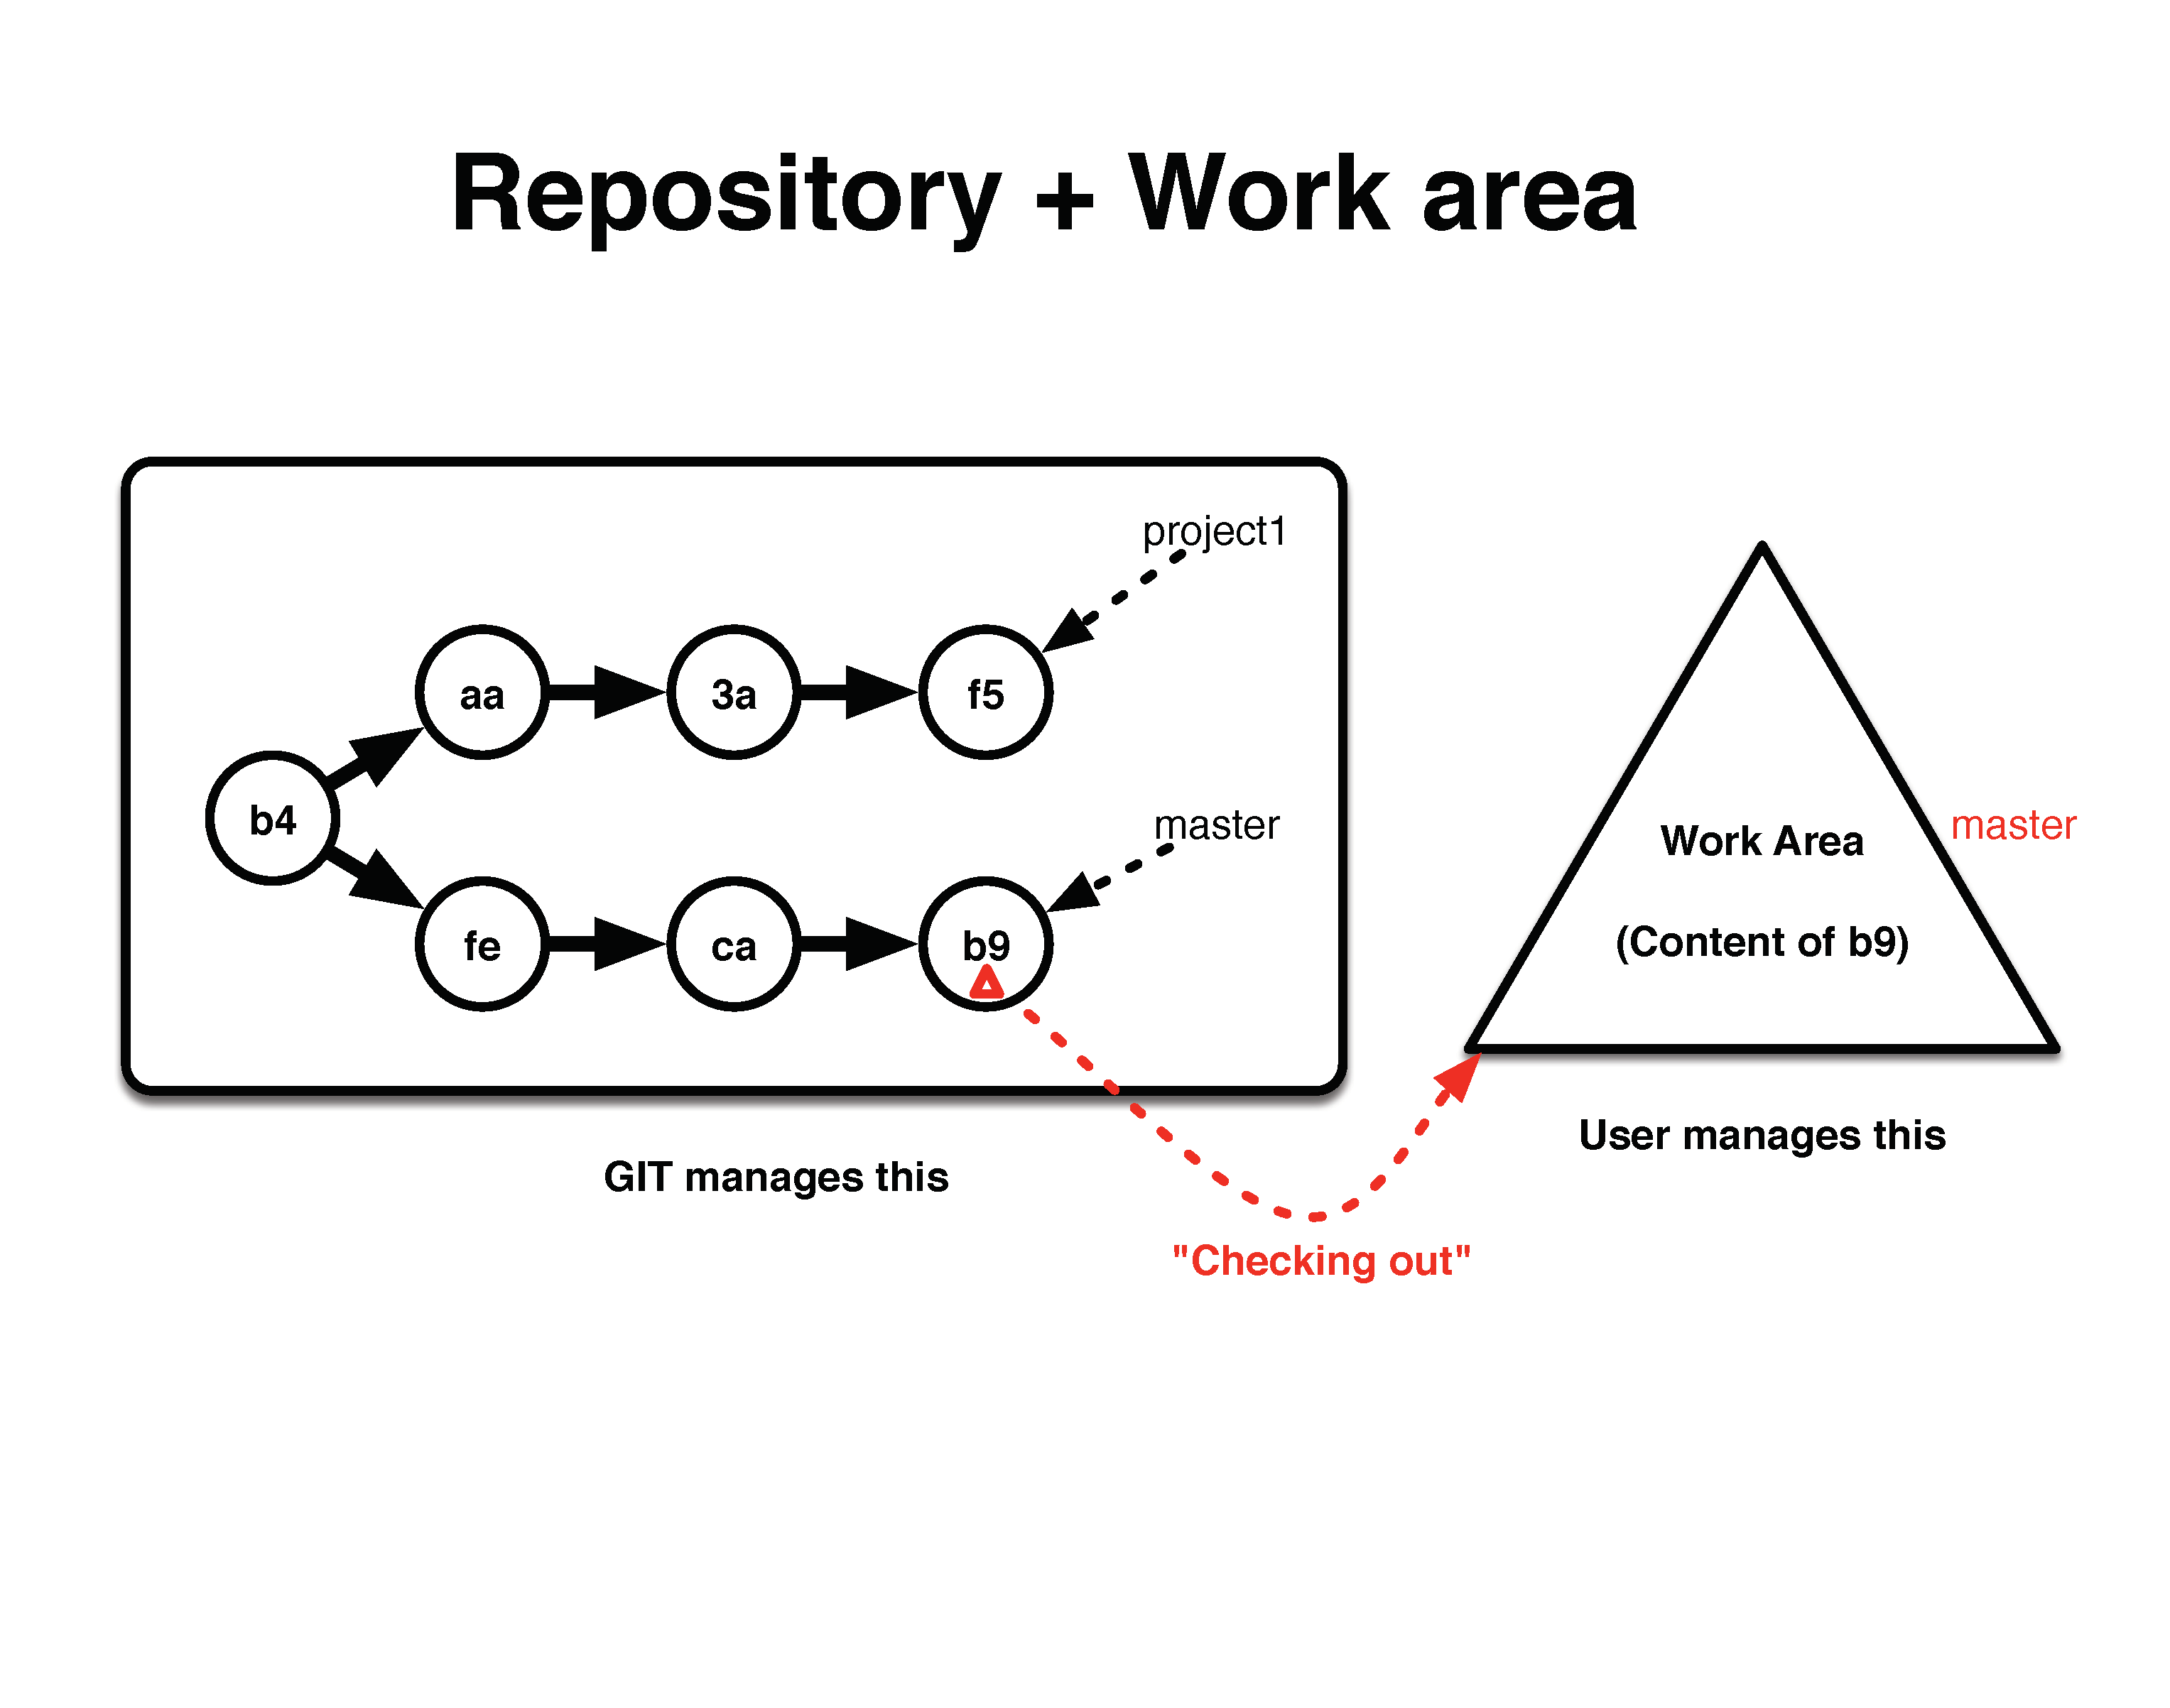 Repository + Work area
project1
aa
3a
f5
b4
master
fe
ca
b9
Work Area
(Content of b9)
master
GIT manages this
User manages this
"Checking out"